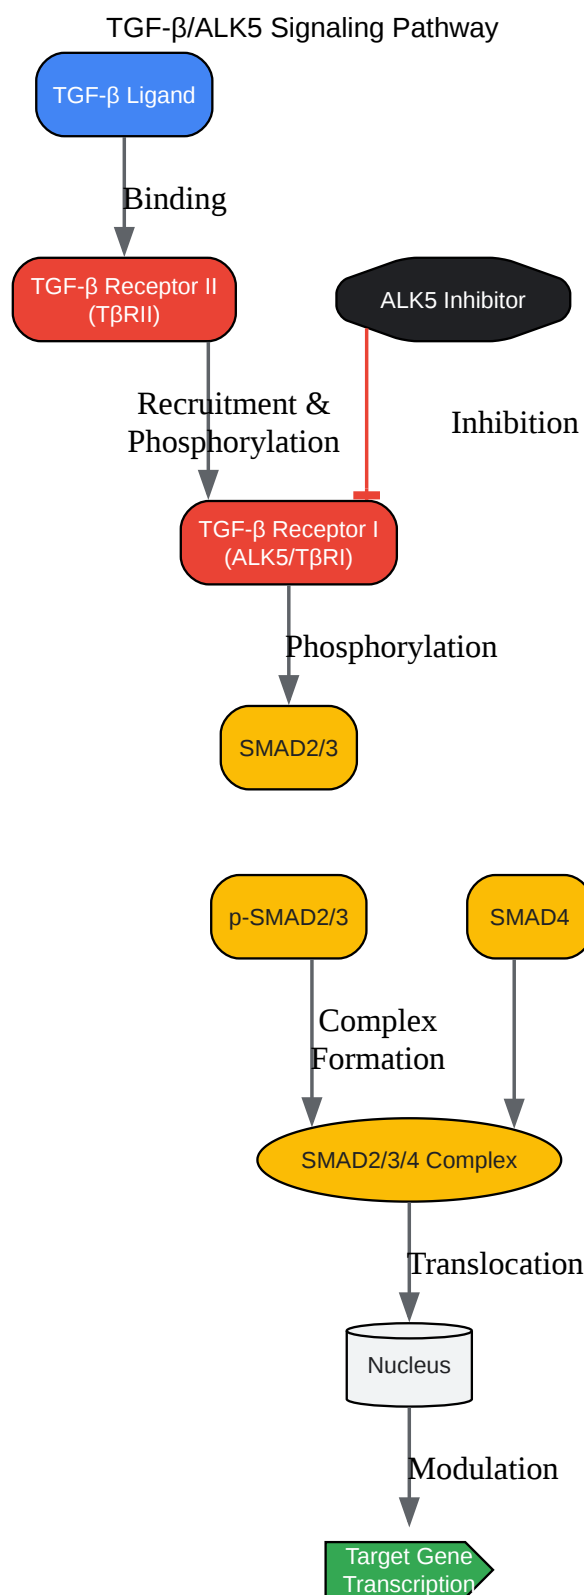 TGF-β/ALK5 Signaling Pathway
TGF-β Ligand
Binding
TGF-β Receptor II
(TβRII)
ALK5 Inhibitor
Recruitment &
Phosphorylation
Inhibition
TGF-β Receptor I
(ALK5/TβRI)
Phosphorylation
SMAD2/3
p-SMAD2/3
SMAD4
Complex
Formation
SMAD2/3/4 Complex
Translocation
Nucleus
Modulation
Target Gene
Transcription